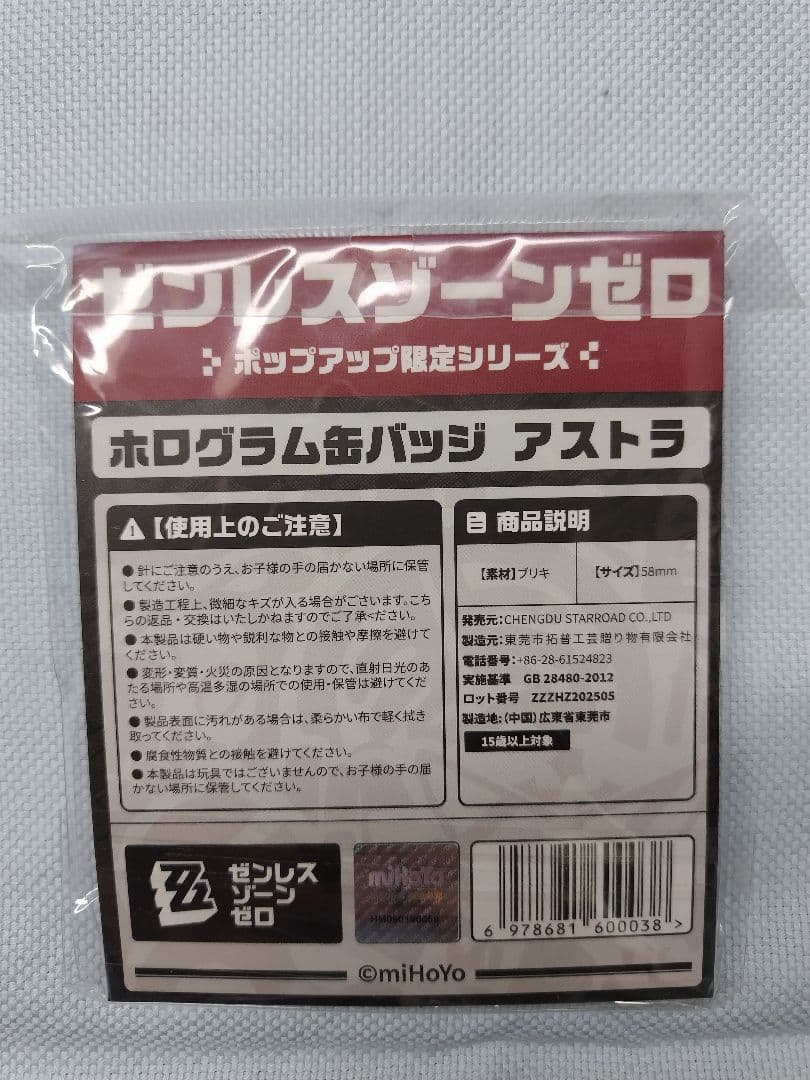 ゼンレスゾーンゼロ
ポップアップ限定シリーズ
ホログラム缶バッジ アストラ
【使用上のご注意】
● 針にご注意のうえ、お子様の手の届かない場所に保管
してください。
● 製造工程上、微細なキズが入る場合がございます。こち
らの返品・交換はいたしかねますのでご了承ください。
● 本製品は硬い物や鋭利な物との接触や摩擦を避けて
ください。
● 変形・変質・火災の原因となりますので、直射日光のあ
たる場所や高温多湿の場所での使用・保管は避けてくだ
さい。
● 製品表面に汚れがある場合は、柔らかい布で軽く拭き
取ってください。
● 腐食性物質との接触を避けてください。
● 本製品は玩具ではございませんので、お子様の手の届
かない場所に保管してください。
商品説明
【素材】ブリキ
【サイズ】58mm
発売元：CHENGDU STARROAD CO.,LTD
製造元：東莞市拓普工芸贈り物有限会社
電話番号：+86-28-61524823
実施基準 GB 28480-2012
ロット番号 ZZZHZ202505
製造地：（中国）広東省東莞市
15歳以上対象
ゼンレス
ゾーン
ゼロ
miHoYo
6 978681 600038 >
©miHoYo